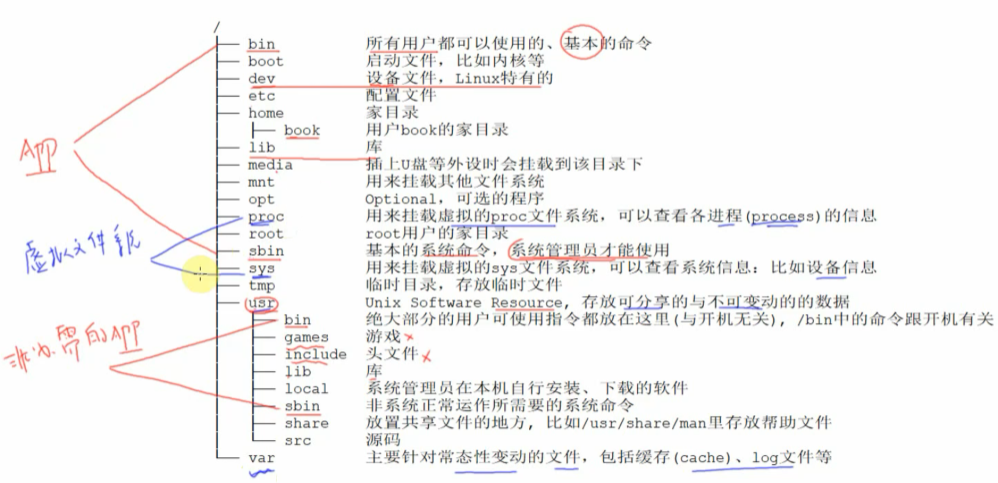 /
bin 所有用户都可以使用的、基本的命令
boot 启动文件，比如内核等
dev 设备文件，Linux特有的
etc 配置文件
home 家目录
book 用户book的家目录
lib 库
media 插上U盘等外设时会挂载到该目录下
mnt 用来挂载其他文件系统
opt Optional，可选的程序
proc 用来挂载虚拟的proc文件系统，可以查看各进程(process)的信息
root root用户的家目录
sbin 基本的系统命令，系统管理员才能使用
sys 用来挂载虚拟的sys文件系统，可以查看系统信息：比如设备信息
tmp 临时目录，存放临时文件
usr Unix Software Resource, 存放可分享的与不可变动的的数据
bin 绝大部分的用户可使用指令都放在这里(与开机无关)，/bin中的命令跟开机有关
games 游戏
include 头文件
lib 库
local 系统管理员在本机自行安装、下载的软件
sbin 非系统正常运作所需要的系统命令
share 放置共享文件的地方，比如/usr/share/man里存放帮助文件
src 源码
var 主要针对常态性变动的文件，包括缓存(cache)、log文件等
APP
虚拟文件系统
非必需的APP